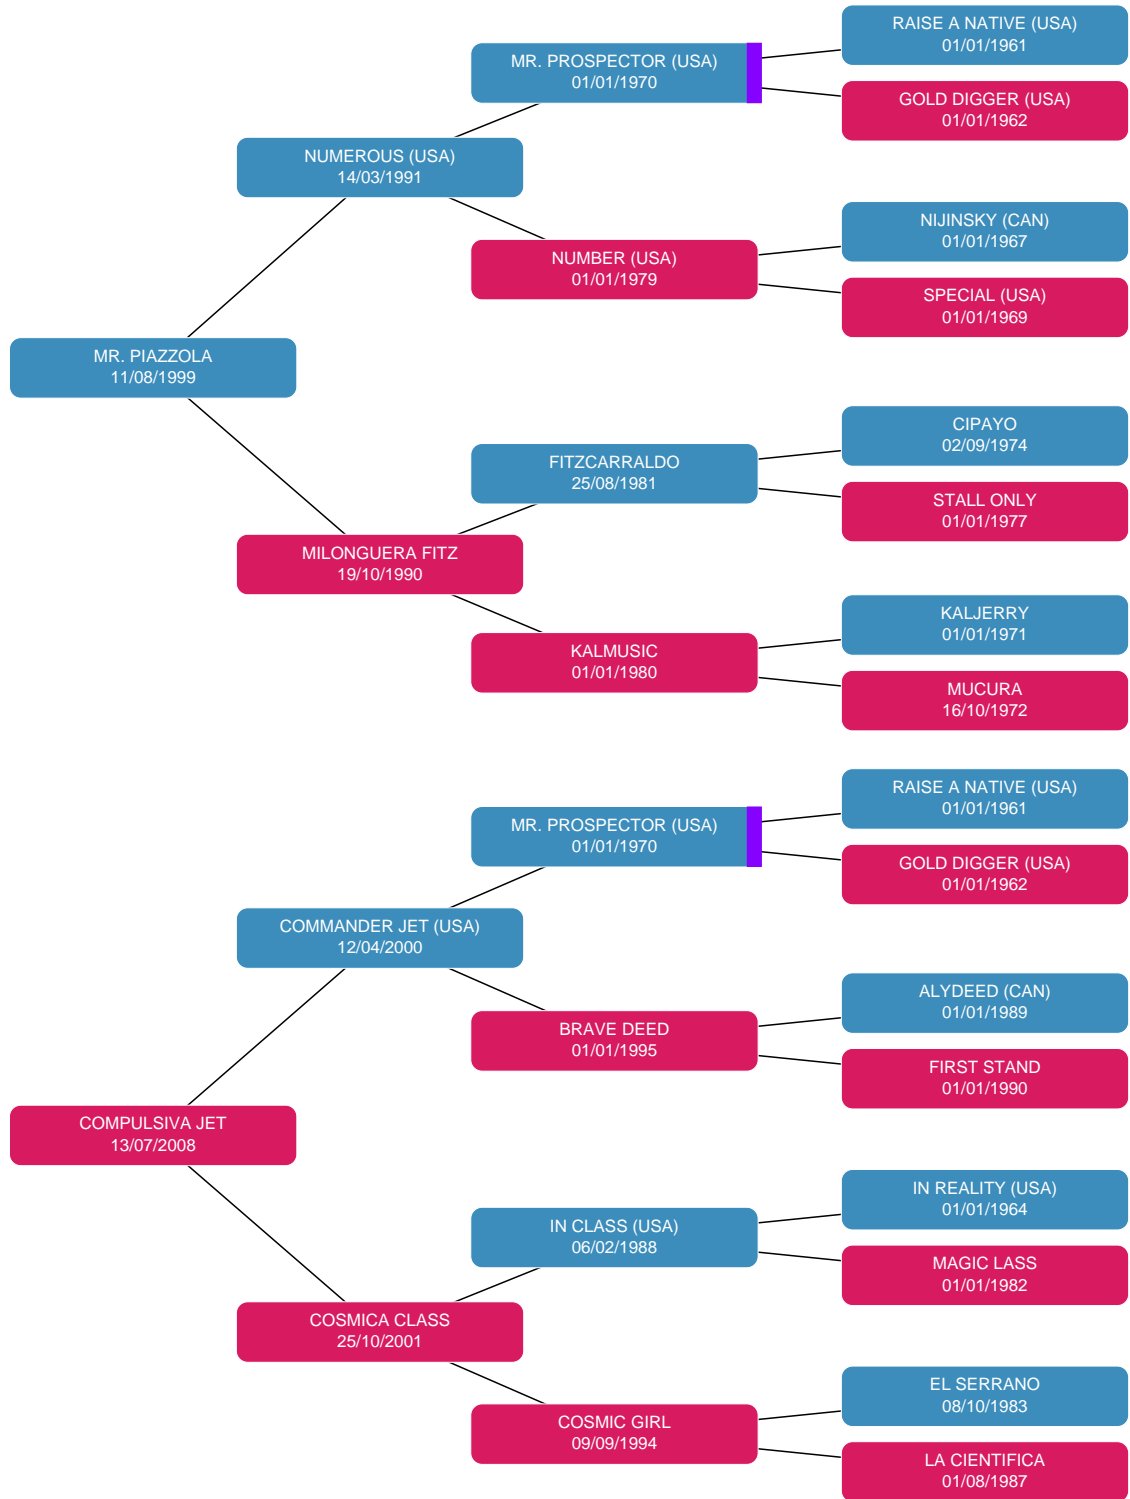 RAISE A NATIVE (USA)
01/01/1961
MR. PROSPECTOR (USA)
01/01/1970
GOLD DIGGER (USA)
01/01/1962
NUMEROUS (USA)
14/03/1991
NIJINSKY (CAN)
01/01/1967
NUMBER (USA)
01/01/1979
SPECIAL (USA)
01/01/1969
MR. PIAZZOLA
11/08/1999
CIPAYO
02/09/1974
FITZCARRALDO
25/08/1981
STALL ONLY
01/01/1977
MILONGUERA FITZ
19/10/1990
KALJERRY
01/01/1971
KALMUSIC
01/01/1980
MUCURA
16/10/1972
RAISE A NATIVE (USA)
01/01/1961
MR. PROSPECTOR (USA)
01/01/1970
GOLD DIGGER (USA)
01/01/1962
COMMANDER JET (USA)
12/04/2000
ALYDEED (CAN)
01/01/1989
BRAVE DEED
01/01/1995
FIRST STAND
01/01/1990
COMPULSIVA JET
13/07/2008
IN REALITY (USA)
01/01/1964
IN CLASS (USA)
06/02/1988
MAGIC LASS
01/01/1982
COSMICA CLASS
25/10/2001
EL SERRANO
08/10/1983
COSMIC GIRL
09/09/1994
LA CIENTIFICA
01/08/1987